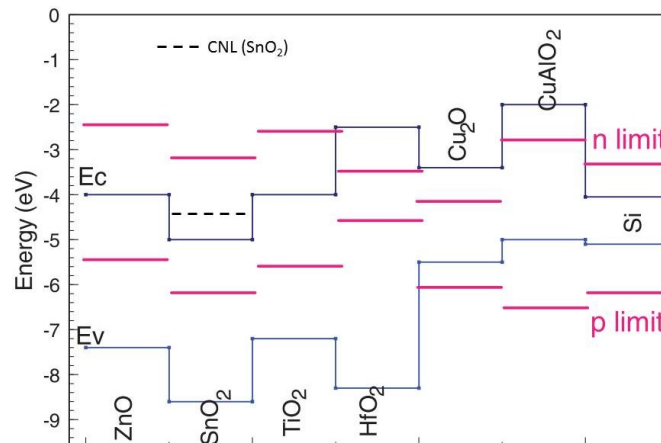 0
-1
-2
-3
-4
-5
-6
-7
-8
-9
Energy (eV)
CNL (SnO₂)
Ec
Ev
n limit
p limit
ZnO
SnO₂
TiO₂
HfO₂
Cu₂O
CuAlO₂
Si